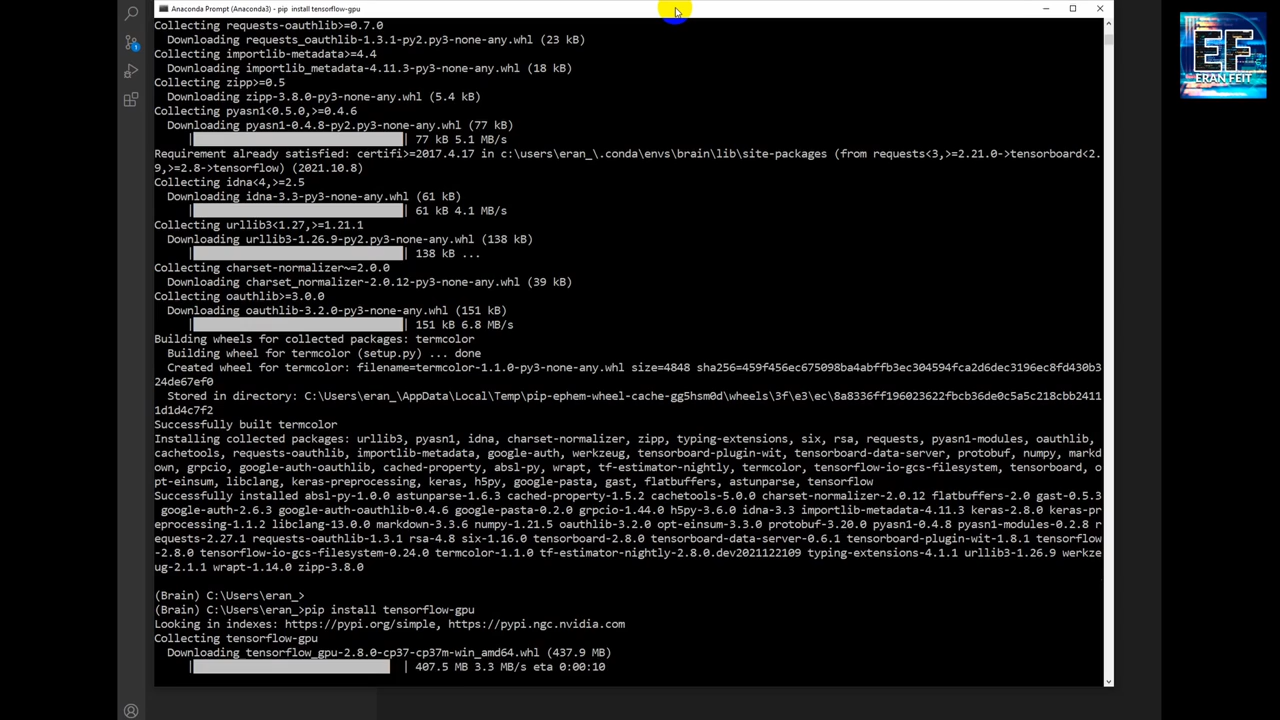 Anaconda Prompt (Anaconda3) - pip install tensorflow-gpu
Collecting requests-oauthlib>=0.7.0
Downloading requests_oauthlib-1.3.1-py2.py3-none-any.whl (23 kB)
Collecting importlib-metadata>=4.4
Downloading importlib_metadata-4.11.3-py3-none-any.whl (18 kB)
Collecting zipp>=0.5
Downloading zipp-3.8.0-py3-none-any.whl (5.4 kB)
Collecting pyasn1<0.5.0,>=0.4.6
Downloading pyasn1-0.4.8-py2.py3-none-any.whl (77 kB)
| | 77 kB 5.1 MB/s
Requirement already satisfied: certifi>=2017.4.17 in c:\users\eran_\.conda\envs\brain\lib\site-packages (from requests<3,>=2.21.0->tensorboard<2.
9,>=2.8->tensorflow) (2021.10.8)
Collecting idna<4,>=2.5
Downloading idna-3.3-py3-none-any.whl (61 kB)
| | 61 kB 4.1 MB/s
Collecting urllib3<1.27,>=1.21.1
Downloading urllib3-1.26.9-py2.py3-none-any.whl (138 kB)
| | 138 kB ...
Collecting charset-normalizer~=2.0.0
Downloading charset_normalizer-2.0.12-py3-none-any.whl (39 kB)
Collecting oauthlib>=3.0.0
Downloading oauthlib-3.2.0-py3-none-any.whl (151 kB)
| | 151 kB 6.8 MB/s
Building wheels for collected packages: termcolor
Building wheel for termcolor (setup.py) ... done
Created wheel for termcolor: filename=termcolor-1.1.0-py3-none-any.whl size=4848 sha256=459f456ec675098ba4abffb3ec304594fca2d6dec3196ec8fd430b3
24de67ef0
Stored in directory: C:\Users\eran_\AppData\Local\Temp\pip-ephem-wheel-cache-gg5hsm0d\wheels\3f\e3\ec\8a8336ff196023622fbcb36de0c5a5c218cbb2411
1d1d4c7f2
Successfully built termcolor
Installing collected packages: urllib3, pyasn1, idna, charset-normalizer, zipp, typing-extensions, six, rsa, requests, pyasn1-modules, oauthlib,
cachetools, requests-oauthlib, importlib-metadata, google-auth, werkzeug, tensorboard-plugin-wit, tensorboard-data-server, protobuf, numpy, markd
own, grpcio, google-auth-oauthlib, cached-property, absl-py, wrapt, tf-estimator-nightly, termcolor, tensorflow-io-gcs-filesystem, tensorboard, o
pt-einsum, libclang, keras-preprocessing, keras, h5py, google-pasta, gast, flatbuffers, astunparse, tensorflow
Successfully installed absl-py-1.0.0 astunparse-1.6.3 cached-property-1.5.2 cachetools-5.0.0 charset-normalizer-2.0.12 flatbuffers-2.0 gast-0.5.3
google-auth-2.6.3 google-auth-oauthlib-0.4.6 google-pasta-0.2.0 grpcio-1.44.0 h5py-3.6.0 idna-3.3 importlib-metadata-4.11.3 keras-2.8.0 keras-pr
eprocessing-1.1.2 libclang-13.0.0 markdown-3.3.6 numpy-1.21.5 oauthlib-3.2.0 opt-einsum-3.3.0 protobuf-3.20.0 pyasn1-0.4.8 pyasn1-modules-0.2.8 r
equests-2.27.1 requests-oauthlib-1.3.1 rsa-4.8 six-1.16.0 tensorboard-2.8.0 tensorboard-data-server-0.6.1 tensorboard-plugin-wit-1.8.1 tensorflow
-2.8.0 tensorflow-io-gcs-filesystem-0.24.0 termcolor-1.1.0 tf-estimator-nightly-2.8.0.dev2021122109 typing-extensions-4.1.1 urllib3-1.26.9 werkze
ug-2.1.1 wrapt-1.14.0 zipp-3.8.0
(Brain) C:\Users\eran_>
(Brain) C:\Users\eran_>pip install tensorflow-gpu
Looking in indexes: https://pypi.org/simple, https://pypi.ngc.nvidia.com
Collecting tensorflow-gpu
Downloading tensorflow_gpu-2.8.0-cp37-cp37m-win_amd64.whl (437.9 MB)
| | 407.5 MB 3.3 MB/s eta 0:00:10
EF
ERAN FEIT
1